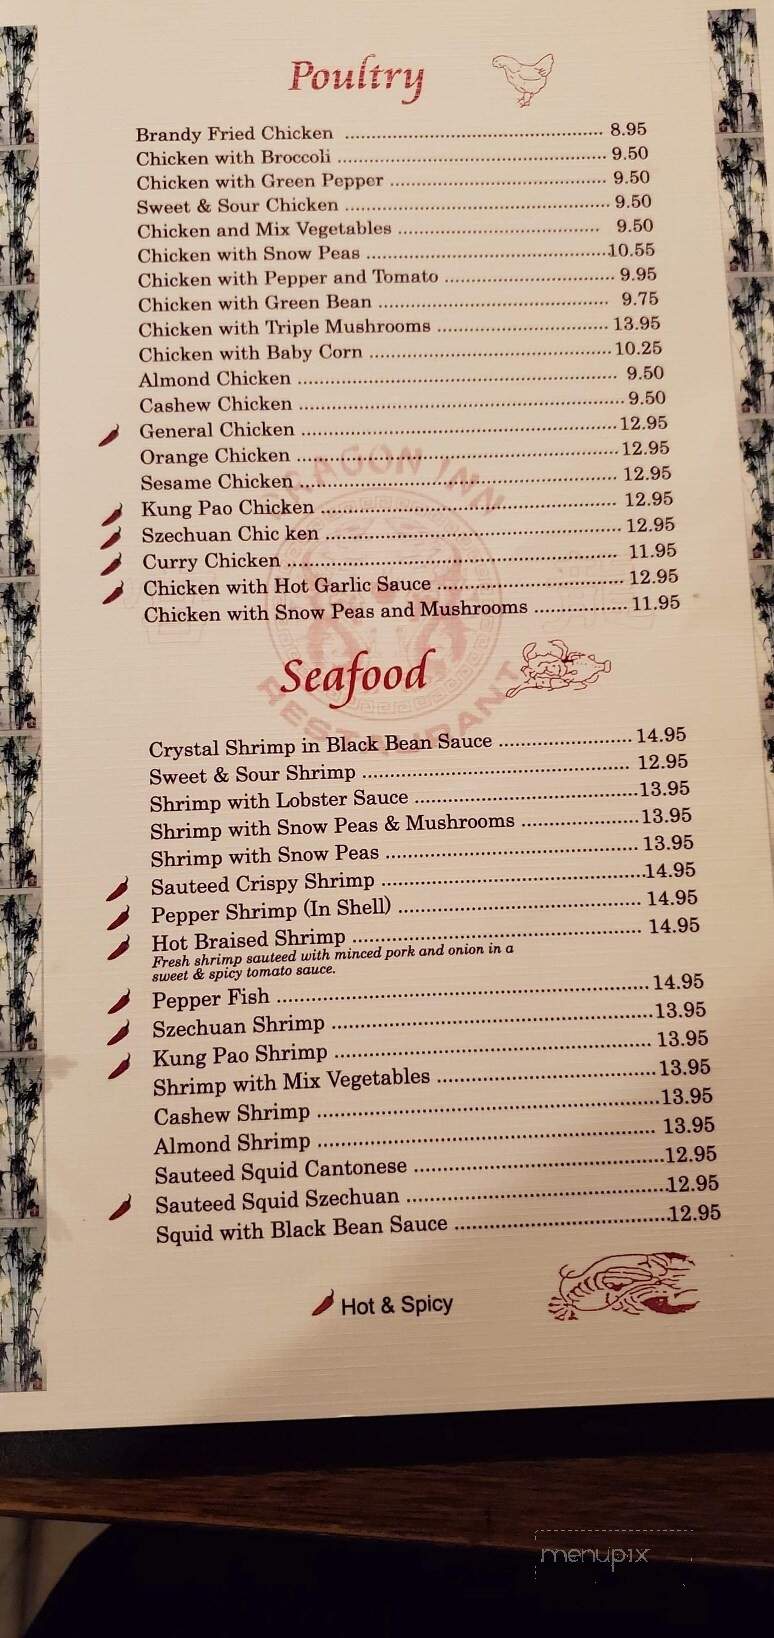 Poultry
Brandy Fried Chicken ................................................ 8.95
Chicken with Broccoli .................................................. 9.50
Chicken with Green Pepper ........................................ 9.50
Sweet & Sour Chicken ................................................. 9.50
Chicken and Mix Vegetables ...................................... 9.50
Chicken with Snow Peas .............................................10.55
Chicken with Pepper and Tomato ................................ 9.95
Chicken with Green Bean ........................................... 9.75
Chicken with Triple Mushrooms ................................ 13.95
Chicken with Baby Corn ............................................. 10.25
Almond Chicken ............................................................ 9.50
Cashew Chicken .............................................................9.50
General Chicken ...........................................................12.95
Orange Chicken ............................................................12.95
Sesame Chicken ........................................................... 12.95
Kung Pao Chicken ....................................................... 12.95
Szechuan Chic ken ....................................................... 12.95
Curry Chicken ............................................................. 11.95
Chicken with Hot Garlic Sauce ................................... 12.95
Chicken with Snow Peas and Mushrooms ................. 11.95
DRAGON INN
RESTAURANT
Seafood
Crystal Shrimp in Black Bean Sauce ......................... 14.95
Sweet & Sour Shrimp .................................................. 12.95
Shrimp with Lobster Sauce ..........................................13.95
Shrimp with Snow Peas & Mushrooms ......................13.95
Shrimp with Snow Peas ............................................... 13.95
Sauteed Crispy Shrimp .................................................14.95
Pepper Shrimp (In Shell) ............................................. 14.95
Hot Braised Shrimp ...................................................... 14.95
Fresh shrimp sauteed with minced pork and onion in a
sweet & spicy tomato sauce.
Pepper Fish .....................................................................14.95
Szechuan Shrimp ............................................................13.95
Kung Pao Shrimp ........................................................... 13.95
Shrimp with Mix Vegetables .........................................13.95
Cashew Shrimp ...............................................................13.95
Almond Shrimp .............................................................. 13.95
Sauteed Squid Cantonese ..............................................12.95
Sauteed Squid Szechuan ................................................12.95
Squid with Black Bean Sauce ........................................12.95
Hot & Spicy
menupix